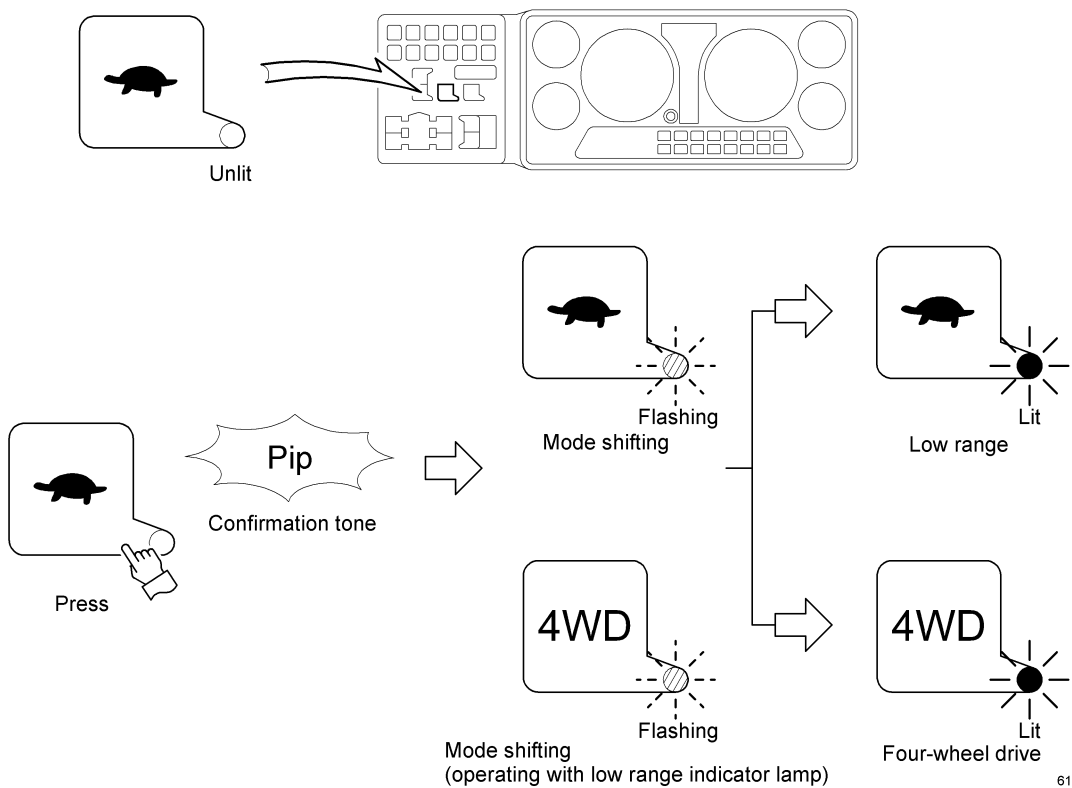 Unlit
Flashing
Mode shifting
Lit
Low range
Pip
Confirmation tone
Press
4WD
Flashing
Mode shifting
(operating with low range indicator lamp)
4WD
Lit
Four-wheel drive
61